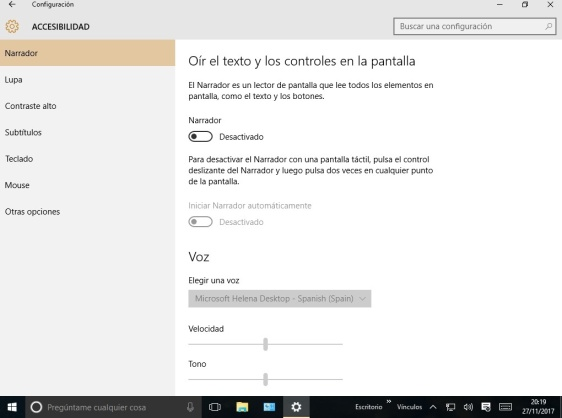 Configuración
ACCESIBILIDAD
Buscar una configuración
Narrador
Lupa
Contraste alto
Subtítulos
Teclado
Mouse
Otras opciones
Oír el texto y los controles en la pantalla
El Narrador es un lector de pantalla que lee todos los elementos en
pantalla, como el texto y los botones.
Narrador
Desactivado
Para desactivar el Narrador con una pantalla táctil, pulsa el control
deslizante del Narrador y luego pulsa dos veces en cualquier punto
de la pantalla.
Iniciar Narrador automáticamente
Desactivado
Voz
Elegir una voz
Microsoft Helena Desktop - Spanish (Spain)
Velocidad
Tono
Pregúntame cualquier cosa
Escritorio
Vínculos
20:19
27/11/2017